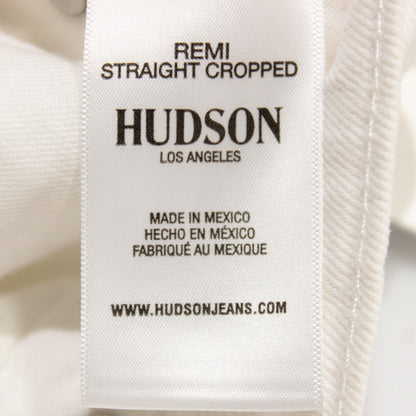 REMI
STRAIGHT CROPPED
HUDSON
LOS ANGELES
MADE IN MEXICO
HECHO EN MÉXICO
FABRIQUÉ AU MEXIQUE
WWW.HUDSONJEANS.COM